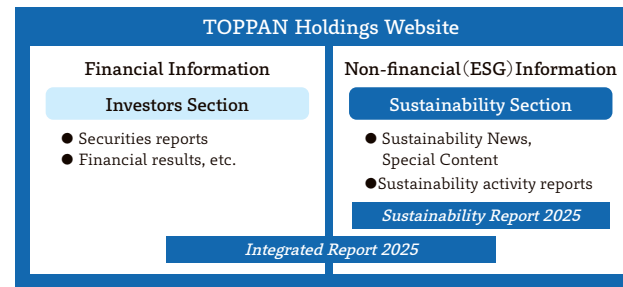 TOPPAN Holdings Website
Financial Information
Investors Section
● Securities reports
● Financial results, etc.
Non-financial（ESG）Information
Sustainability Section
● Sustainability News,
Special Content
●Sustainability activity reports
Sustainability Report 2025
Integrated Report 2025